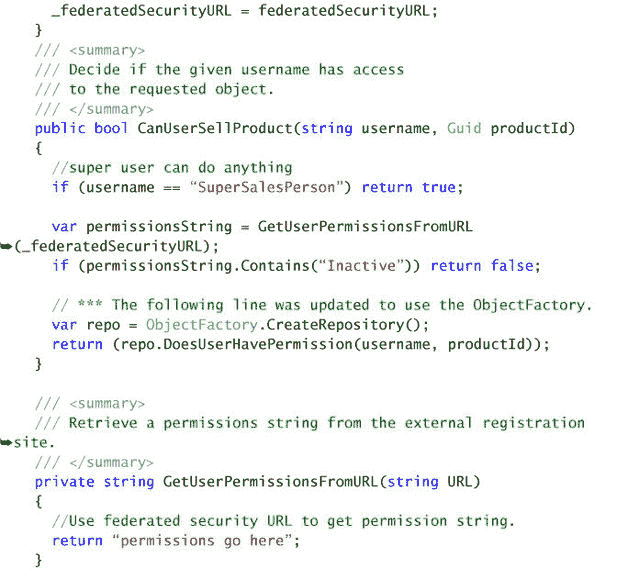 _federatedSecurityURL = federatedSecurityURL;
}
/// <summary>
/// Decide if the given username has access
/// to the requested object.
/// </summary>
public bool CanUserSellProduct(string username, Guid productId)
{
//super user can do anything
if (username == “SuperSalesPerson”) return true;
var permissionsString = GetUserPermissionsFromURL
➥(_federatedSecurityURL);
if (permissionsString.Contains(“Inactive”)) return false;
// *** The following line was updated to use the ObjectFactory.
var repo = ObjectFactory.CreateRepository();
return (repo.DoesUserHavePermission(username, productId));
}
/// <summary>
/// Retrieve a permissions string from the external registration
➥site.
/// </summary>
private string GetUserPermissionsFromURL(string URL)
{
//Use federated security URL to get permission string.
return “permissions go here”;
}